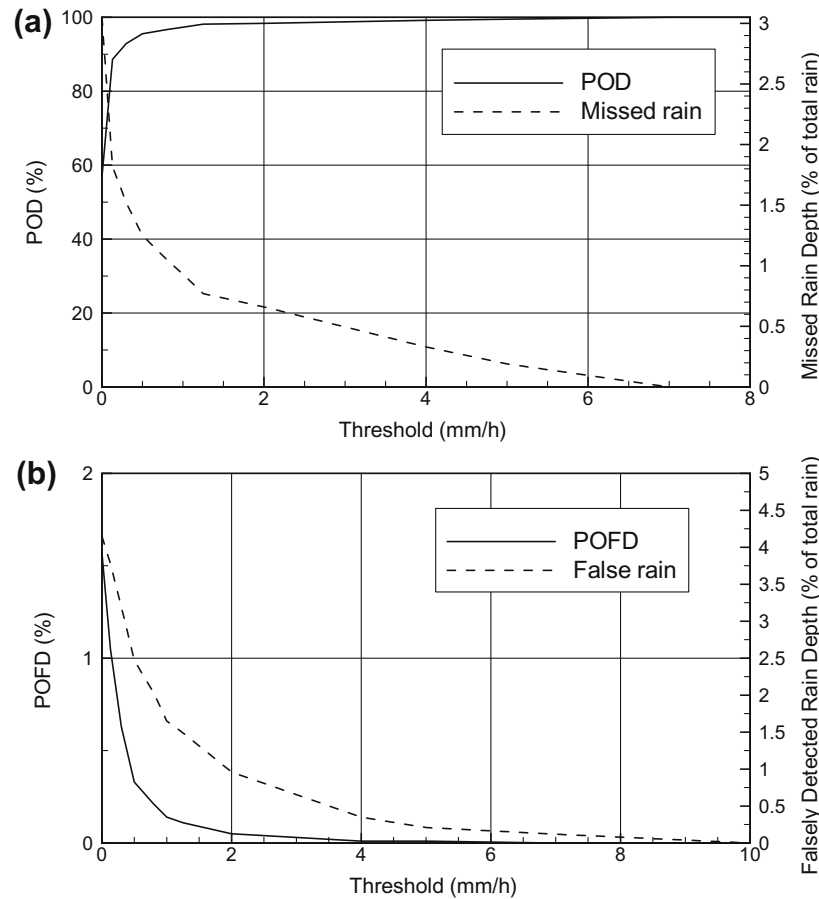 (a)
100
80
60
40
20
0
POD (%)
POD
Missed rain
3
2.5
2
1.5
1
0.5
0
Missed Rain Depth (% of total rain)
0 2 4 6 8
Threshold (mm/h)
(b)
2
1
0
POFD (%)
POFD
False rain
5
4.5
4
3.5
3
2.5
2
1.5
1
0.5
0
Falsely Detected Rain Depth (% of total rain)
0 2 4 6 8 10
Threshold (mm/h)